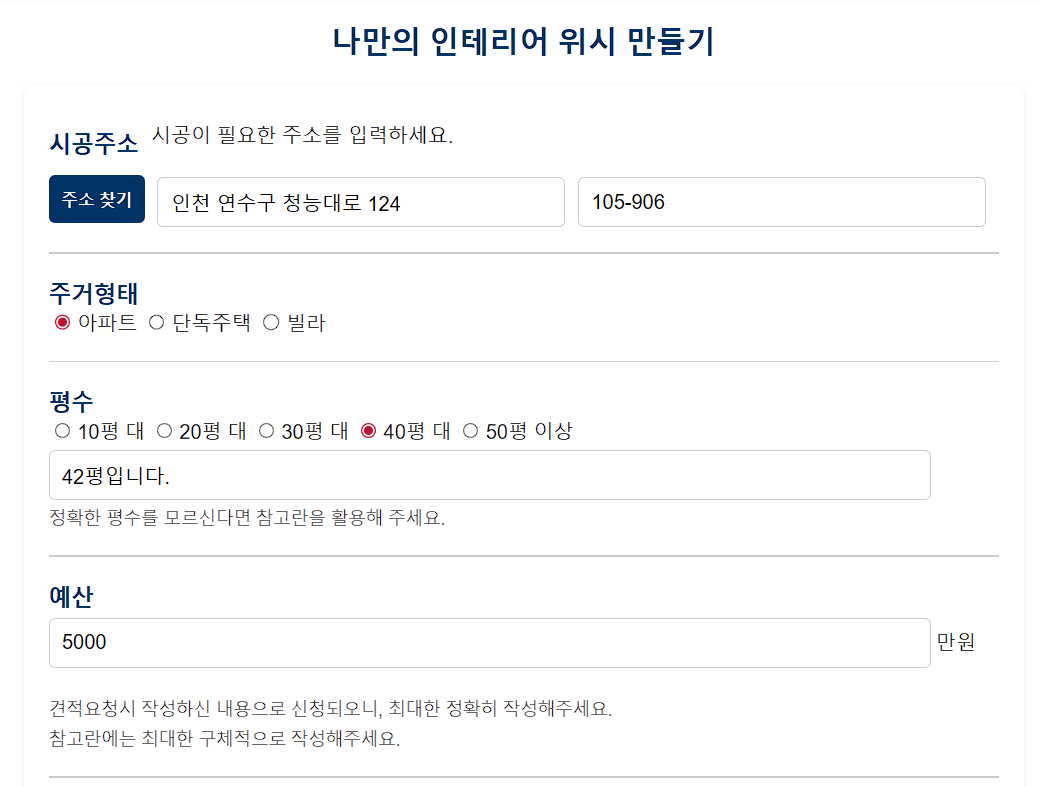 나만의 인테리어 위시 만들기
시공주소 시공이 필요한 주소를 입력하세요.
주소 찾기 인천 연수구 청능대로 124 105-906
주거형태
아파트 단독주택 빌라
평수
10평 대 20평 대 30평 대 40평 대 50평 이상
42평입니다.
정확한 평수를 모르신다면 참고란을 활용해 주세요.
예산
5000 만원
견적요청시 작성하신 내용으로 신청되오니, 최대한 정확히 작성해주세요.
참고란에는 최대한 구체적으로 작성해주세요.